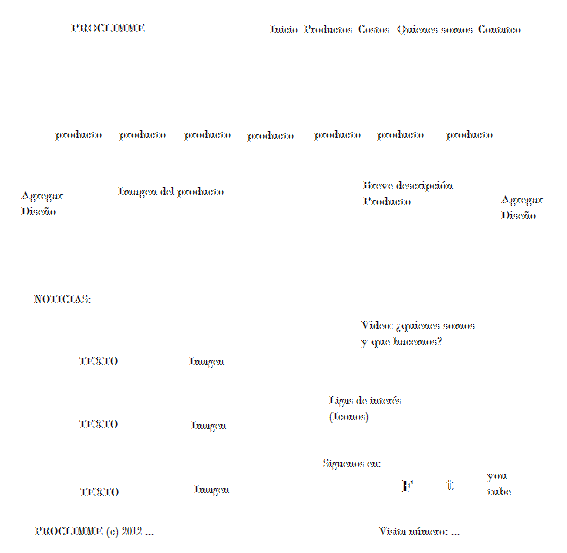 PROCLIMME
Inicio Productos Costos Quienes somos Contacto
producto producto producto producto producto producto producto
Agregar
Diseño
Imagen del producto
Breve descripción
Producto
Agregar
Diseño
NOTICIAS:
Video: ¿quienes somos
y que hacemos?
TEXTO Imagen
Ligas de interés
(Iconos)
TEXTO Imagen
Siguenos en:
F t you
tube
TEXTO Imagen
PROCLIMME (c) 2012 ...
Visita número: ...